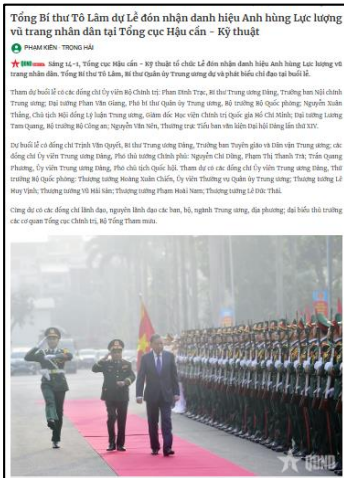 Tổng Bí thư Tô Lâm dự Lễ đón nhận danh hiệu Anh hùng Lực lượng
vũ trang nhân dân tại Tổng cục Hậu cần - Kỹ thuật
PHẠM KIÊN - TRỌNG HẢI
QĐND Sáng 14-1, Tổng cục Hậu cần - Kỹ thuật tổ chức Lễ đón nhận danh hiệu Anh hùng Lực lượng
vũ trang nhân dân. Tổng Bí thư Tô Lâm, Bí thư Quân ủy Trung ương dự và phát biểu chỉ đạo tại buổi lễ.
Tham dự buổi lễ có các đồng chí Ủy viên Bộ Chính trị: Phan Đình Trạc, Bí thư Trung ương Đảng, Trưởng ban Nội chính
Trung ương; Đại tướng Phan Văn Giang, Phó bí thư Quân ủy Trung ương, Bộ trưởng Bộ Quốc phòng; Nguyễn Xuân
Thắng, Chủ tịch Hội đồng Lý luận Trung ương, Giám đốc Học viện Chính trị Quốc gia Hồ Chí Minh; Đại tướng Lương
Tam Quang, Bộ trưởng Bộ Công an; Nguyễn Văn Nên, Thường trực Tiểu ban văn kiện Đại hội Đảng lần thứ XIV.
Dự buổi lễ có đồng chí Trịnh Văn Quyết, Bí thư Trung ương Đảng, Trưởng ban Tuyên giáo và Dân vận Trung ương; các
đồng chí Ủy viên Trung ương Đảng, Phó thủ tướng Chính phủ: Nguyễn Chí Dũng, Phạm Thị Thanh Trà; Trần Quang
Phương, Ủy viên Trung ương Đảng, Phó chủ tịch Quốc hội. Tham dự có các đồng chí Ủy viên Trung ương Đảng, Thứ
trưởng Bộ Quốc phòng: Thượng tướng Hoàng Xuân Chiến, Ủy viên Thường vụ Quân ủy Trung ương; Thượng tướng Lê
Huy Vịnh; Thượng tướng Vũ Hải Sản; Thượng tướng Phạm Hoài Nam; Thượng tướng Lê Đức Thái.
Cùng dự có các đồng chí lãnh đạo, nguyên lãnh đạo các ban, bộ, ngành Trung ương, địa phương; đại biểu thủ trưởng
các cơ quan Tổng cục Chính trị, Bộ Tổng Tham mưu.
QĐND